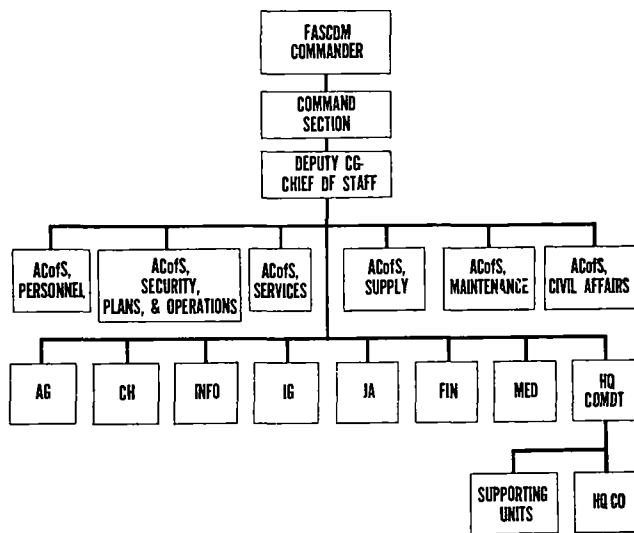 FASCOM
COMMANDER
COMMAND
SECTION
DEPUTY CG-
CHIEF OF STAFF
ACofS,
PERSONNEL
ACofS,
SECURITY,
PLANS, & OPERATIONS
ACofS,
SERVICES
ACofS,
SUPPLY
ACofS,
MAINTENANCE
ACofS,
CIVIL AFFAIRS
AG
CH
INFO
IG
JA
FIN
MED
HQ
COMDT
SUPPORTING
UNITS
HQ CO